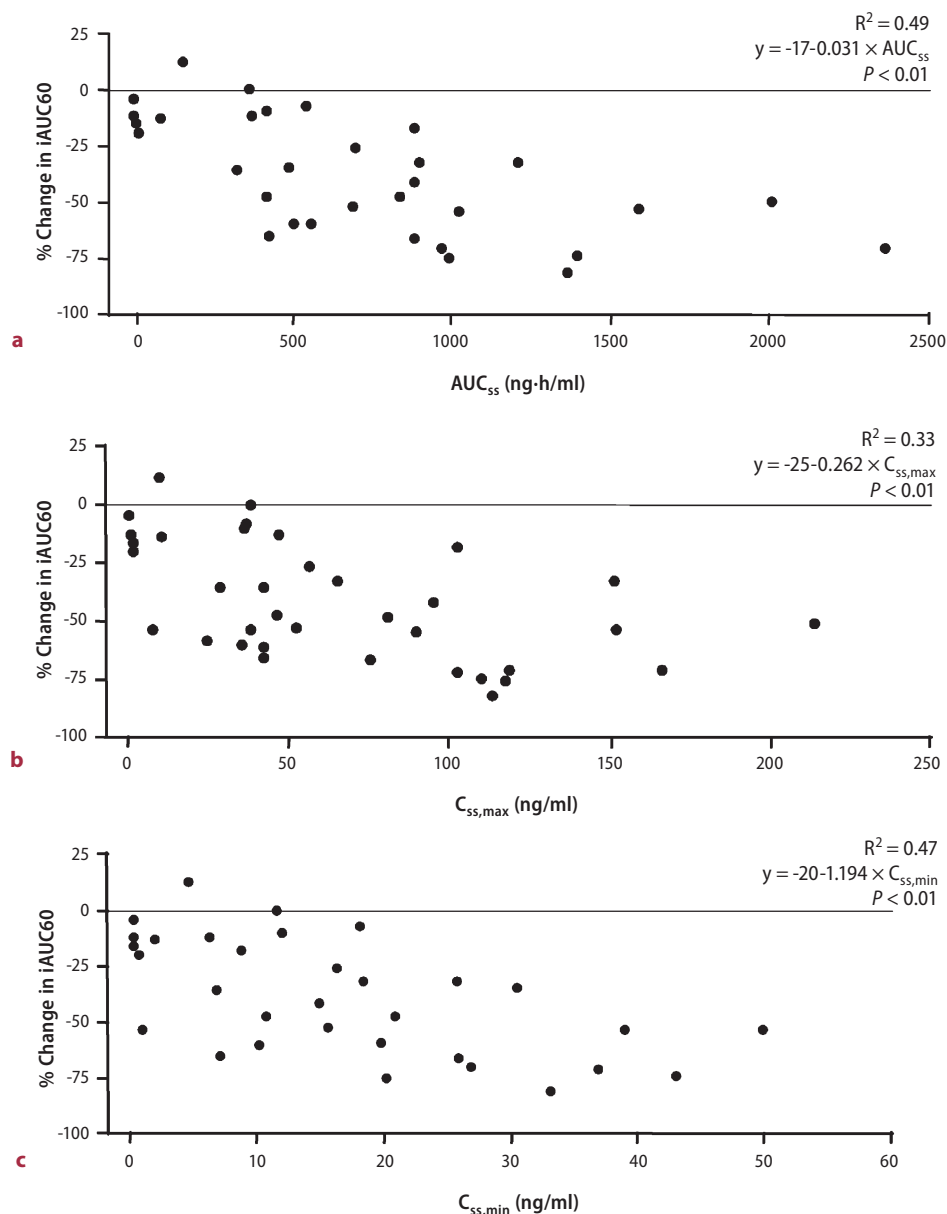 R² = 0.49
y = -17-0.031 × AUCss
P < 0.01
25
0
-25
-50
-75
-100
% Change in iAUC60
0 500 1000 1500 2000 2500
a
AUCss (ng·h/ml)
R² = 0.33
y = -25-0.262 × Css,max
P < 0.01
25
0
-25
-50
-75
-100
% Change in iAUC60
0 50 100 150 200 250
b
Css,max (ng/ml)
R² = 0.47
y = -20-1.194 × Css,min
P < 0.01
25
0
-25
-50
-75
-100
% Change in iAUC60
0 10 20 30 40 50 60
c
Css,min (ng/ml)